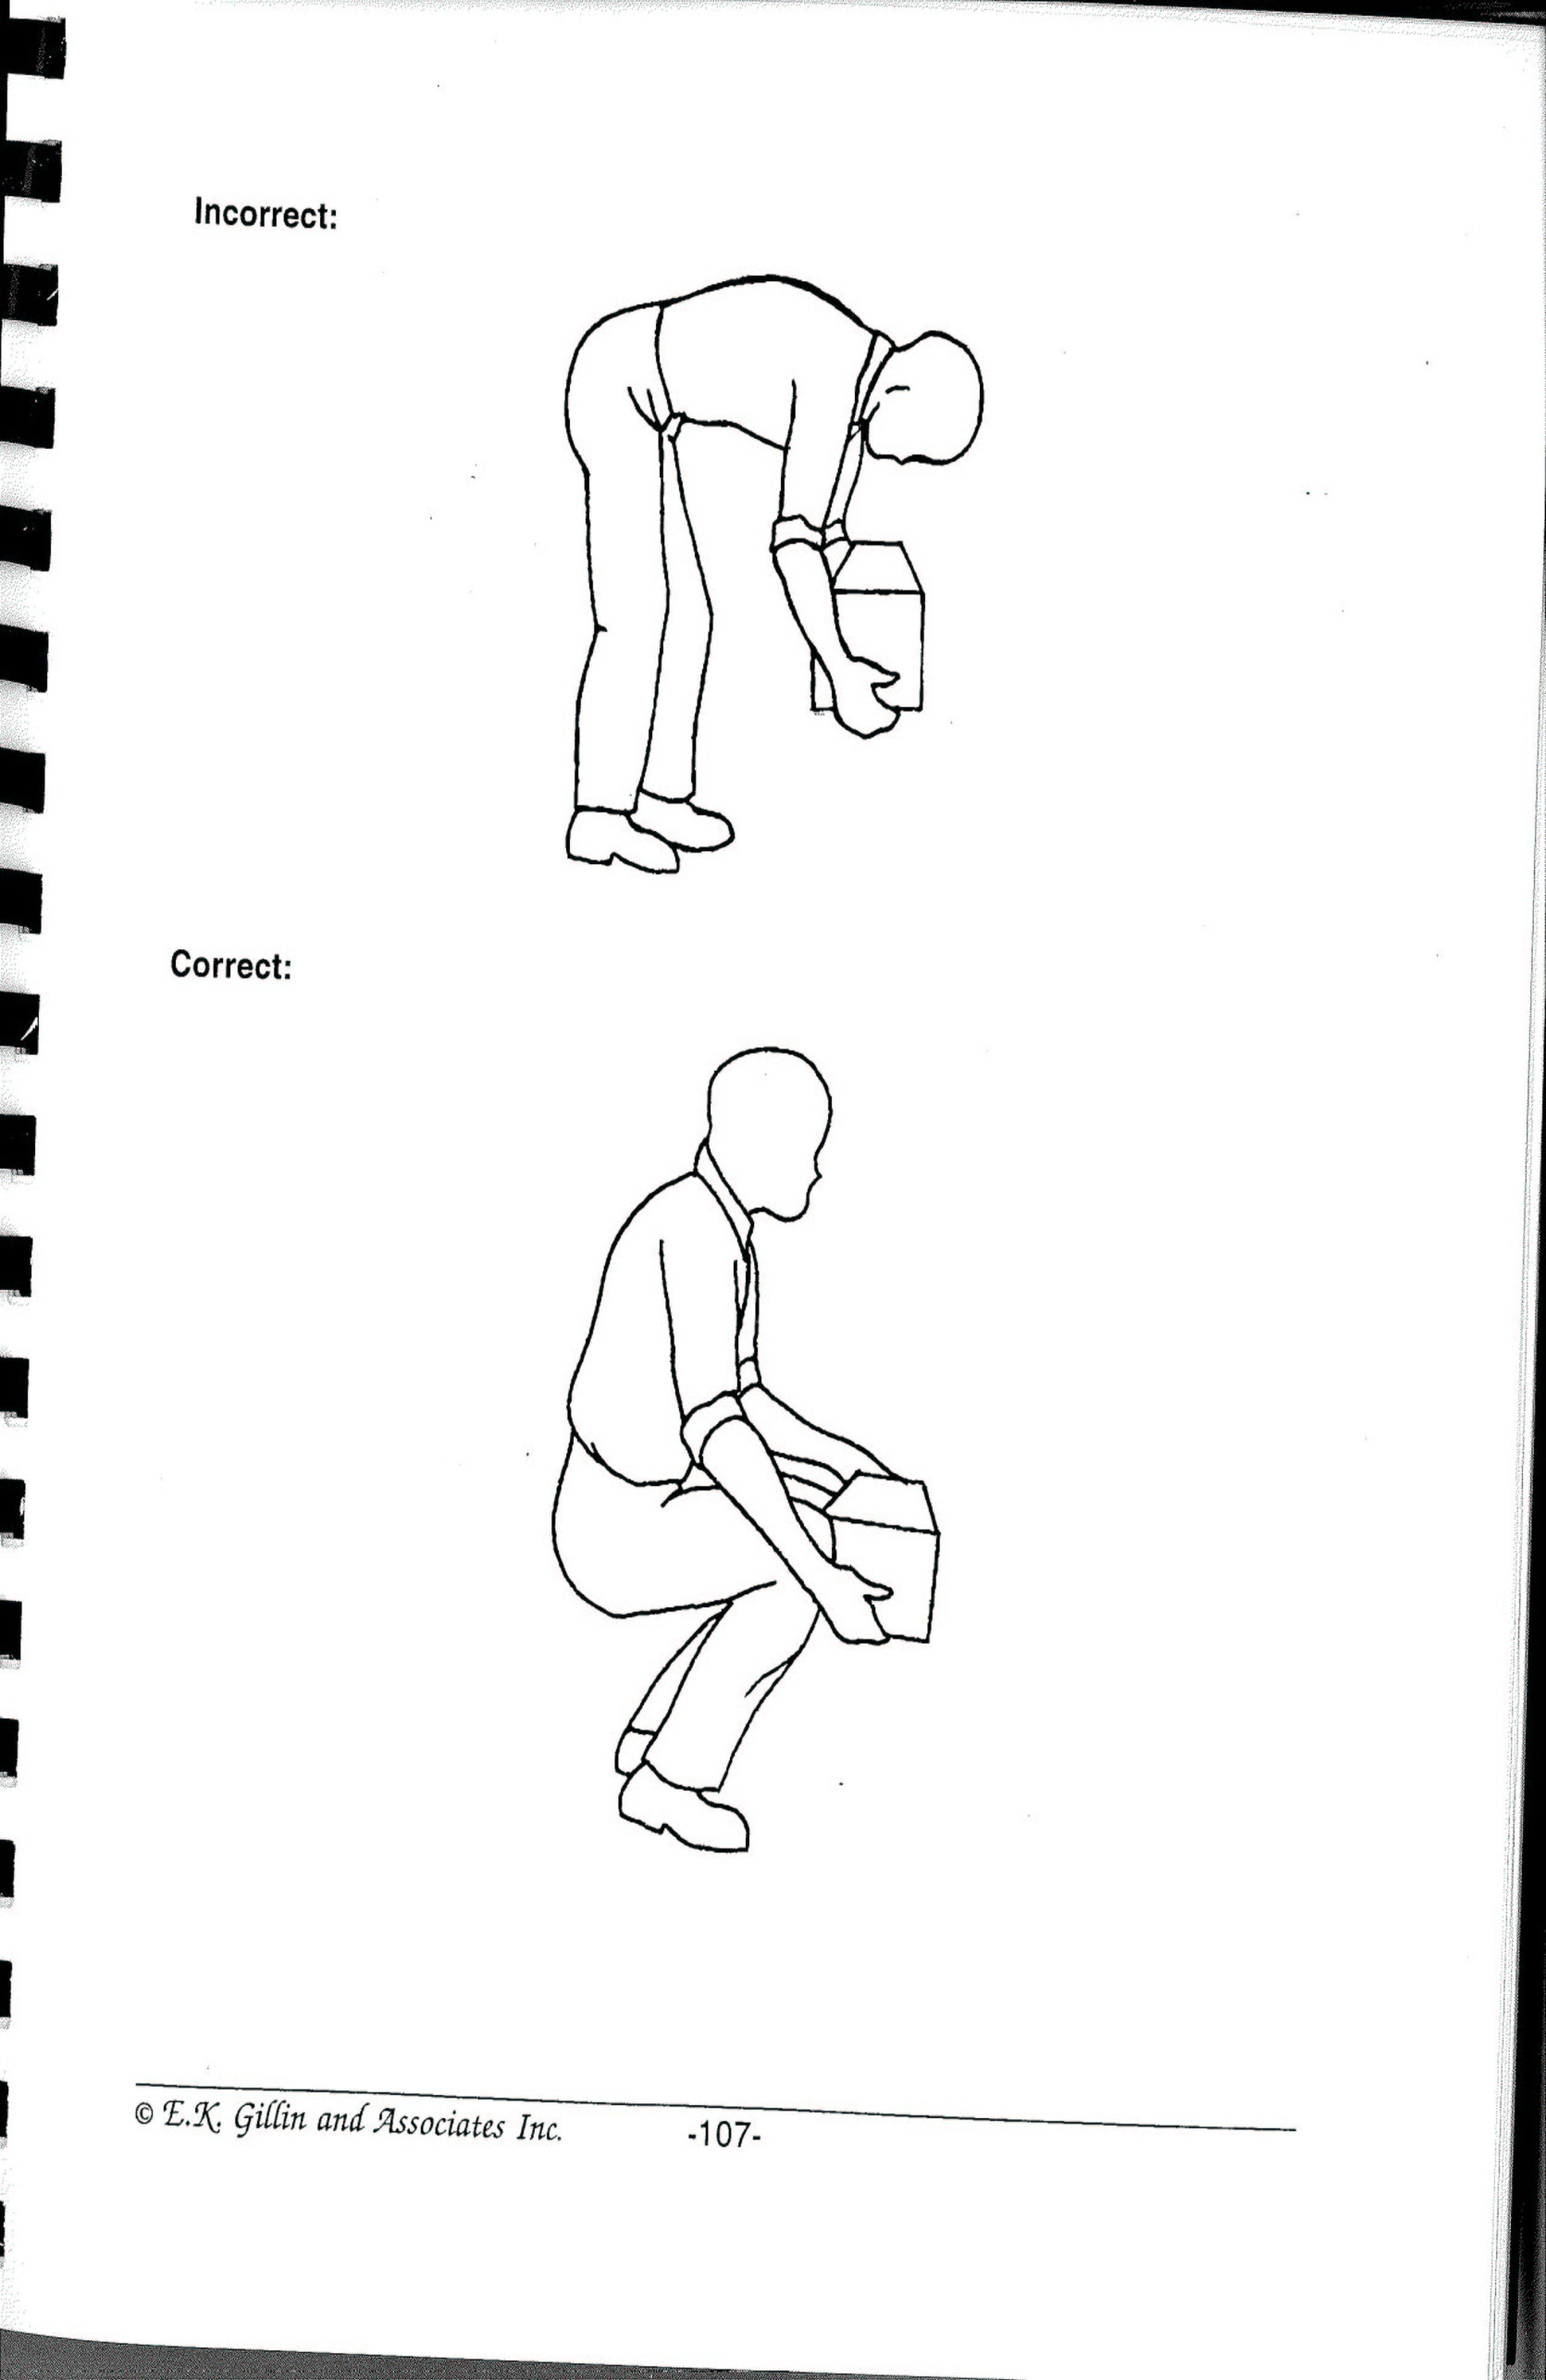 Incorrect:
Correct:
© E.K. Gillin and Associates Inc. -107-